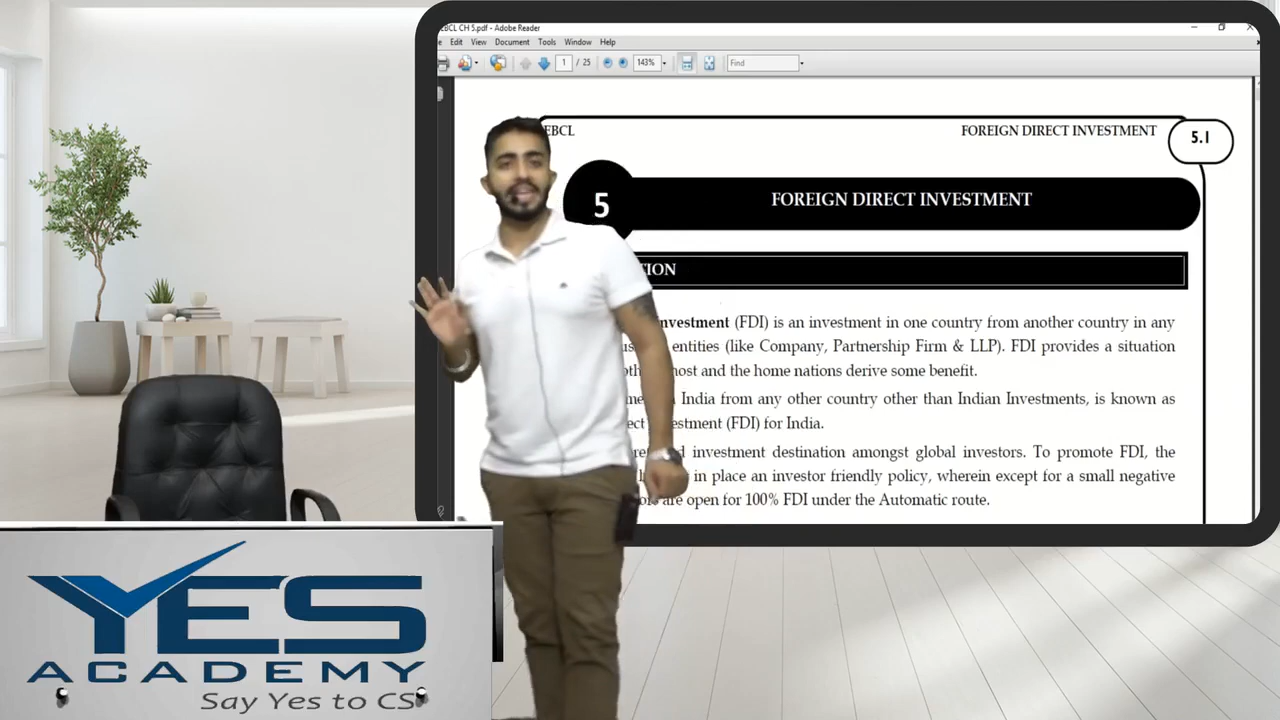 EBCL CH 5.pdf - Adobe Reader
Edit View Document Tools Window Help
1 / 25 143% Find
EBCL FOREIGN DIRECT INVESTMENT 5.1
5 FOREIGN DIRECT INVESTMENT
TION
nvestment (FDI) is an investment in one country from another country in any
entities (like Company, Partnership Firm & LLP). FDI provides a situation
host and the home nations derive some benefit.
India from any other country other than Indian Investments, is known as
estment (FDI) for India.
investment destination amongst global investors. To promote FDI, the
in place an investor friendly policy, wherein except for a small negative
are open for 100% FDI under the Automatic route.
YES
ACADEMY
Say Yes to CS